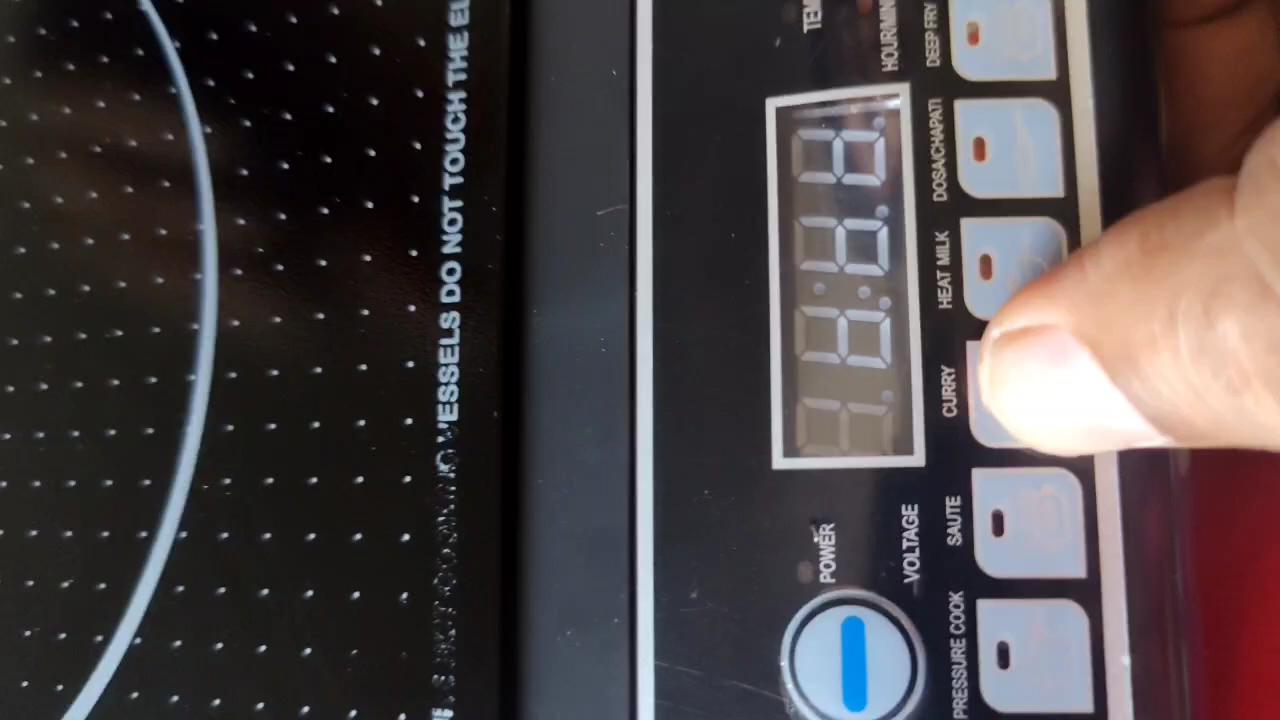 COOKING VESSELS DO NOT TOUCH THE
POWER
VOLTAGE HOUR/MIN
PRESSURE COOK SAUTE CURRY HEAT MILK DOSA/CHAPATI DEEP FRY